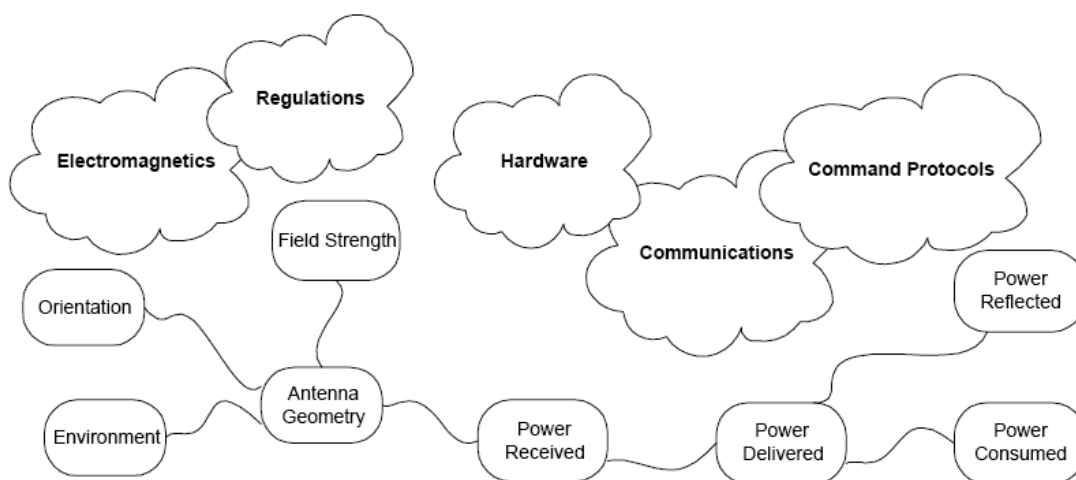 Regulations
Electromagnetics
Hardware
Command Protocols
Communications
Field Strength
Orientation
Power
Reflected
Antenna
Geometry
Environment
Power
Received
Power
Delivered
Power
Consumed